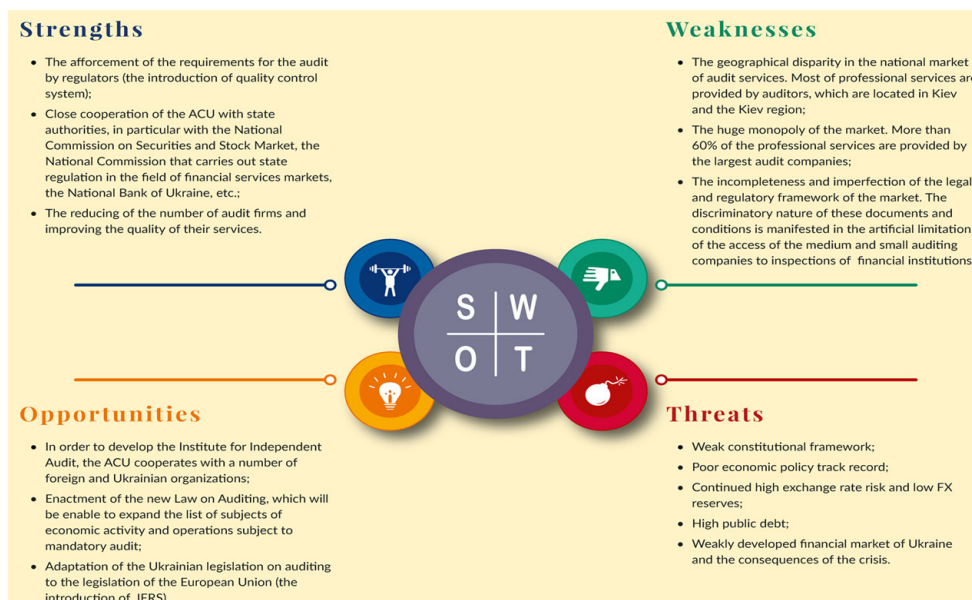 Strengths
• The afforcement of the requirements for the audit
by regulators (the introduction of quality control
system);
• Close cooperation of the ACU with state
authorities, in particular with the National
Commission on Securities and Stock Market, the
National Commission that carries out state
regulation in the field of financial services markets,
the National Bank of Ukraine, etc.;
• The reducing of the number of audit firms and
improving the quality of their services.
Weaknesses
• The geographical disparity in the national market
of audit services. Most of professional services are
provided by auditors, which are located in Kiev
and the Kiev region;
• The huge monopoly of the market. More than
60% of the professional services are provided by
the largest audit companies;
• The incompleteness and imperfection of the legal
and regulatory framework of the market. The
discriminatory nature of these documents and
conditions is manifested in the artificial limitation
of the access of the medium and small auditing
companies to inspections of financial institutions
S W
O T
Opportunities
• In order to develop the Institute for Independent
Audit, the ACU cooperates with a number of
foreign and Ukrainian organizations;
• Enactment of the new Law on Auditing, which will
be enable to expand the list of subjects of
economic activity and operations subject to
mandatory audit;
• Adaptation of the Ukrainian legislation on auditing
to the legislation of the European Union (the
introduction of
Threats
• Weak constitutional framework;
• Poor economic policy track record;
• Continued high exchange rate risk and low FX
reserves;
• High public debt;
• Weakly developed financial market of Ukraine
and the consequences of the crisis.